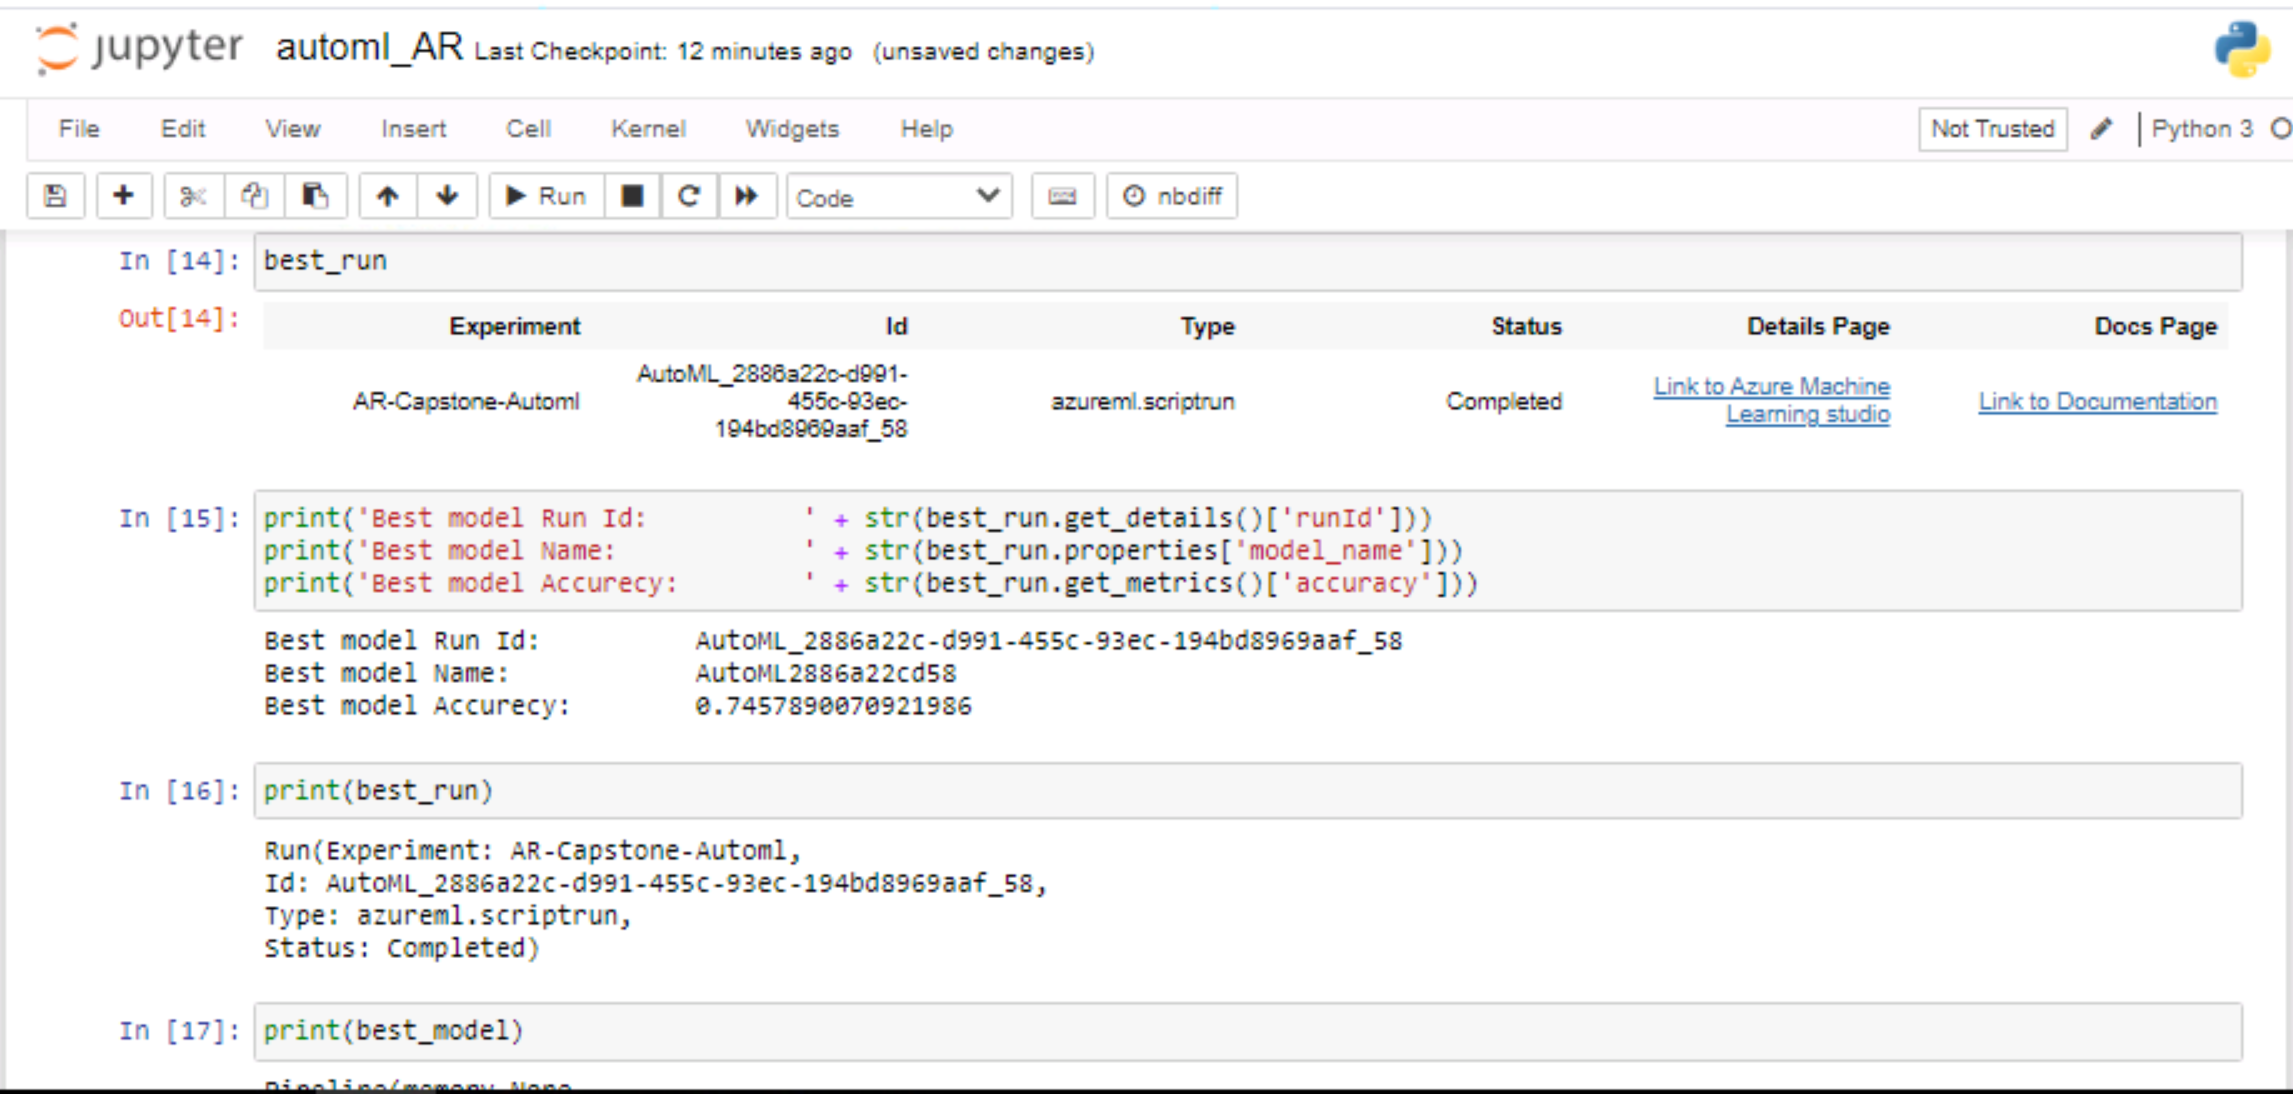 jupyter automl_AR Last Checkpoint: 12 minutes ago (unsaved changes)
File Edit View Insert Cell Kernel Widgets Help Not Trusted Python 3
Run Code nbdiff
In [14]: best_run
Out[14]: Experiment Id Type Status Details Page Docs Page
AR-Capstone-Automl AutoML_2886a22c-d991-455c-93ec-194bd8969aaf_58 azureml.scriptrun Completed Link to Azure Machine Learning studio Link to Documentation
In [15]: print('Best model Run Id:          ' + str(best_run.get_details()['runId']))
print('Best model Name:            ' + str(best_run.properties['model_name']))
print('Best model Accurecy:        ' + str(best_run.get_metrics()['accuracy']))
Best model Run Id:          AutoML_2886a22c-d991-455c-93ec-194bd8969aaf_58
Best model Name:            AutoML2886a22cd58
Best model Accurecy:        0.7457890070921986
In [16]: print(best_run)
Run(Experiment: AR-Capstone-Automl,
Id: AutoML_2886a22c-d991-455c-93ec-194bd8969aaf_58,
Type: azureml.scriptrun,
Status: Completed)
In [17]: print(best_model)
Pipeline(memory=None,